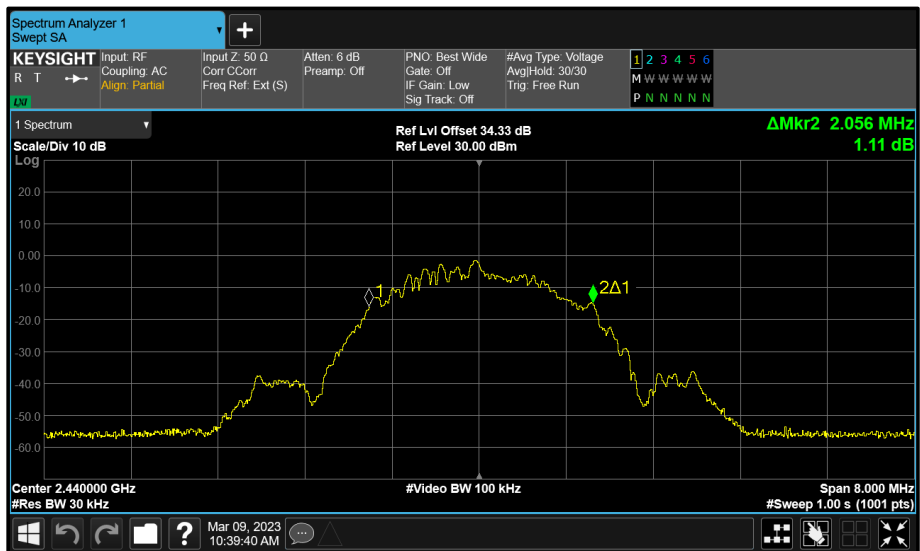 Spectrum Analyzer 1
Swept SA
+
KEYSIGHT
R T
LXI
Input: RF
Coupling: AC
Align: Partial
Input Z: 50 Ω
Corr CCorr
Freq Ref: Ext (S)
Atten: 6 dB
Preamp: Off
PNO: Best Wide
Gate: Off
IF Gain: Low
Sig Track: Off
#Avg Type: Voltage
Avg|Hold: 30/30
Trig: Free Run
1 2 3 4 5 6
M W W W W W
P N N N N N
1 Spectrum
Scale/Div 10 dB
Ref Lvl Offset 34.33 dB
Ref Level 30.00 dBm
ΔMkr2 2.056 MHz
1.11 dB
Log
20.0
10.0
0.00
-10.0
-20.0
-30.0
-40.0
-50.0
-60.0
1
2Δ1
Center 2.440000 GHz
#Res BW 30 kHz
#Video BW 100 kHz
Span 8.000 MHz
#Sweep 1.00 s (1001 pts)
?
Mar 09, 2023
10:39:40 AM